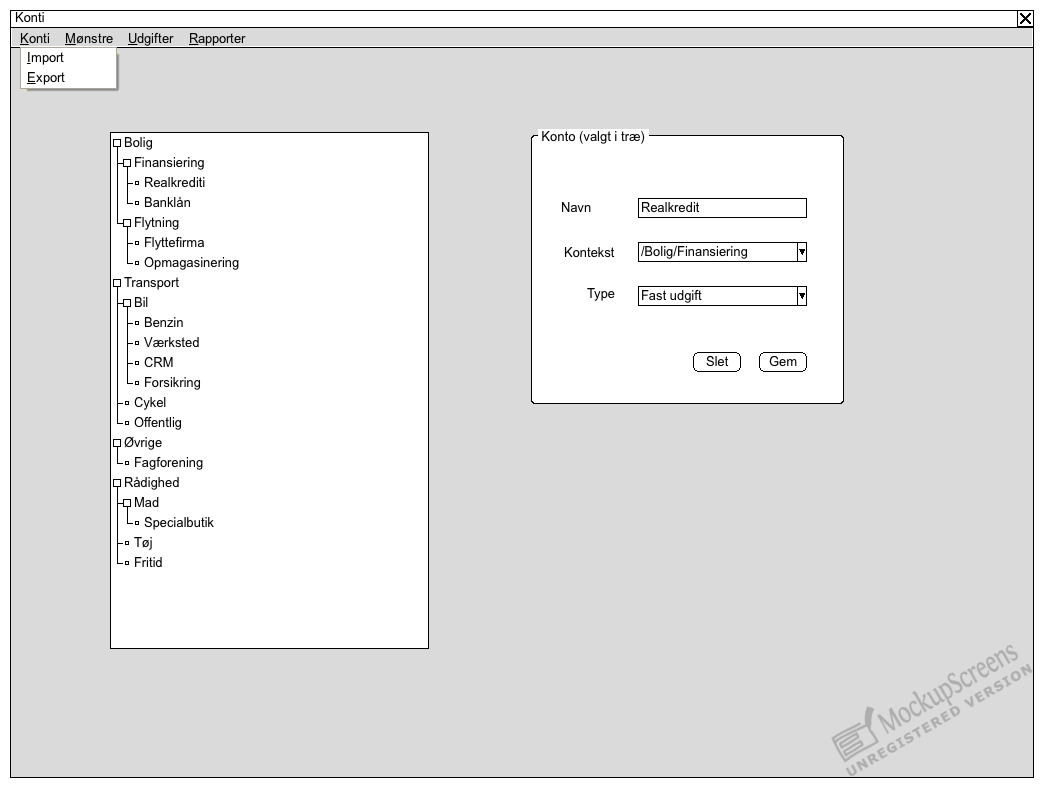 Konti
Konti Mønstre Udgifter Rapporter
Import
Export
Bolig
Finansiering
Realkrediti
Banklån
Flytning
Flyttefirma
Opmagasinering
Transport
Bil
Benzin
Værksted
CRM
Forsikring
Cykel
Offentlig
Øvrige
Fagforening
Rådighed
Mad
Specialbutik
Tøj
Fritid
Konto (valgt i træ)
Navn Realkredit
Kontekst /Bolig/Finansiering
Type Fast udgift
Slet Gem
MockupScreens
UNREGISTERED VERSION